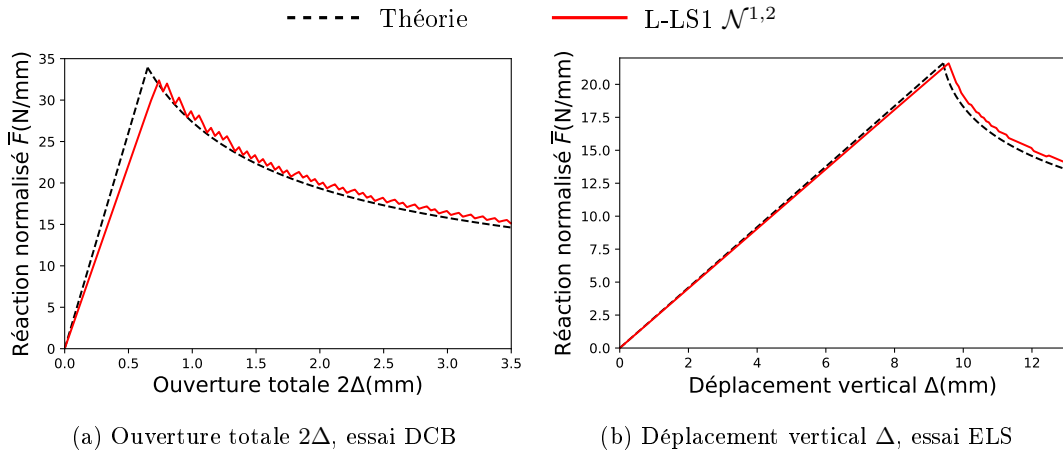 Théorie
L-LS1 𝒩^{1,2}
Réaction normalisé F̅(N/mm)
35
30
25
20
15
10
5
0
0.0 0.5 1.0 1.5 2.0 2.5 3.0 3.5
Ouverture totale 2Δ(mm)
(a) Ouverture totale 2Δ, essai DCB
Réaction normalisé F̅(N/mm)
20.0
17.5
15.0
12.5
10.0
7.5
5.0
2.5
0.0
0 2 4 6 8 10 12
Déplacement vertical Δ(mm)
(b) Déplacement vertical Δ, essai ELS